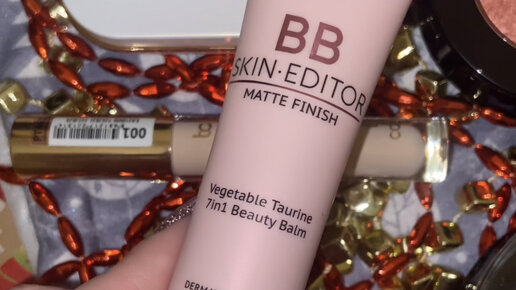 BB
SKIN·EDITOR
MATTE FINISH
Vegetable Taurine
7in1 Beauty Balm
001